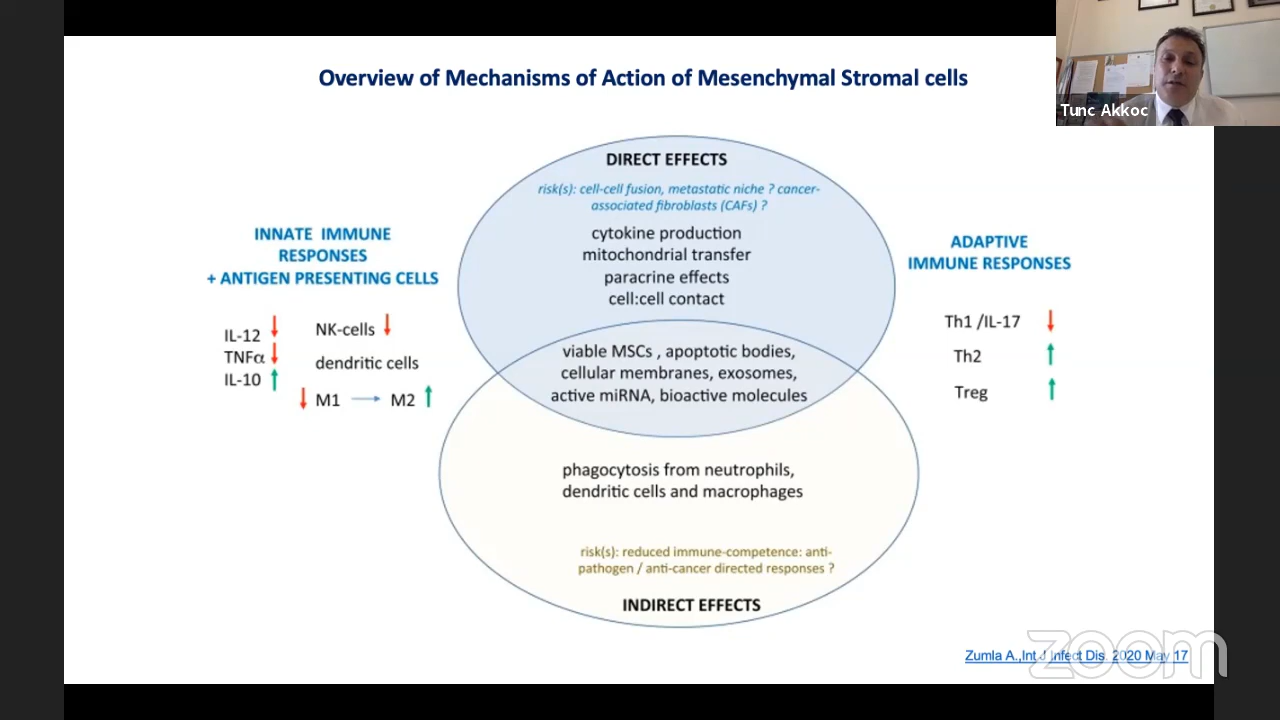 Overview of Mechanisms of Action of Mesenchymal Stromal cells
Tunc Akkoc
DIRECT EFFECTS
risk(s): cell-cell fusion, metastatic niche ? cancer-
associated fibroblasts (CAFs) ?
cytokine production
mitochondrial transfer
paracrine effects
cell:cell contact
INNATE IMMUNE
RESPONSES
+ ANTIGEN PRESENTING CELLS
IL-12
TNFα
IL-10
NK-cells
dendritic cells
M1 M2
viable MSCs , apoptotic bodies,
cellular membranes, exosomes,
active miRNA, bioactive molecules
ADAPTIVE
IMMUNE RESPONSES
Th1 /IL-17
Th2
Treg
phagocytosis from neutrophils,
dendritic cells and macrophages
risk(s): reduced immune-competence: anti-
pathogen / anti-cancer directed responses ?
INDIRECT EFFECTS
Zumla A.,Int J Infect Dis. 2020 May 17
zoom